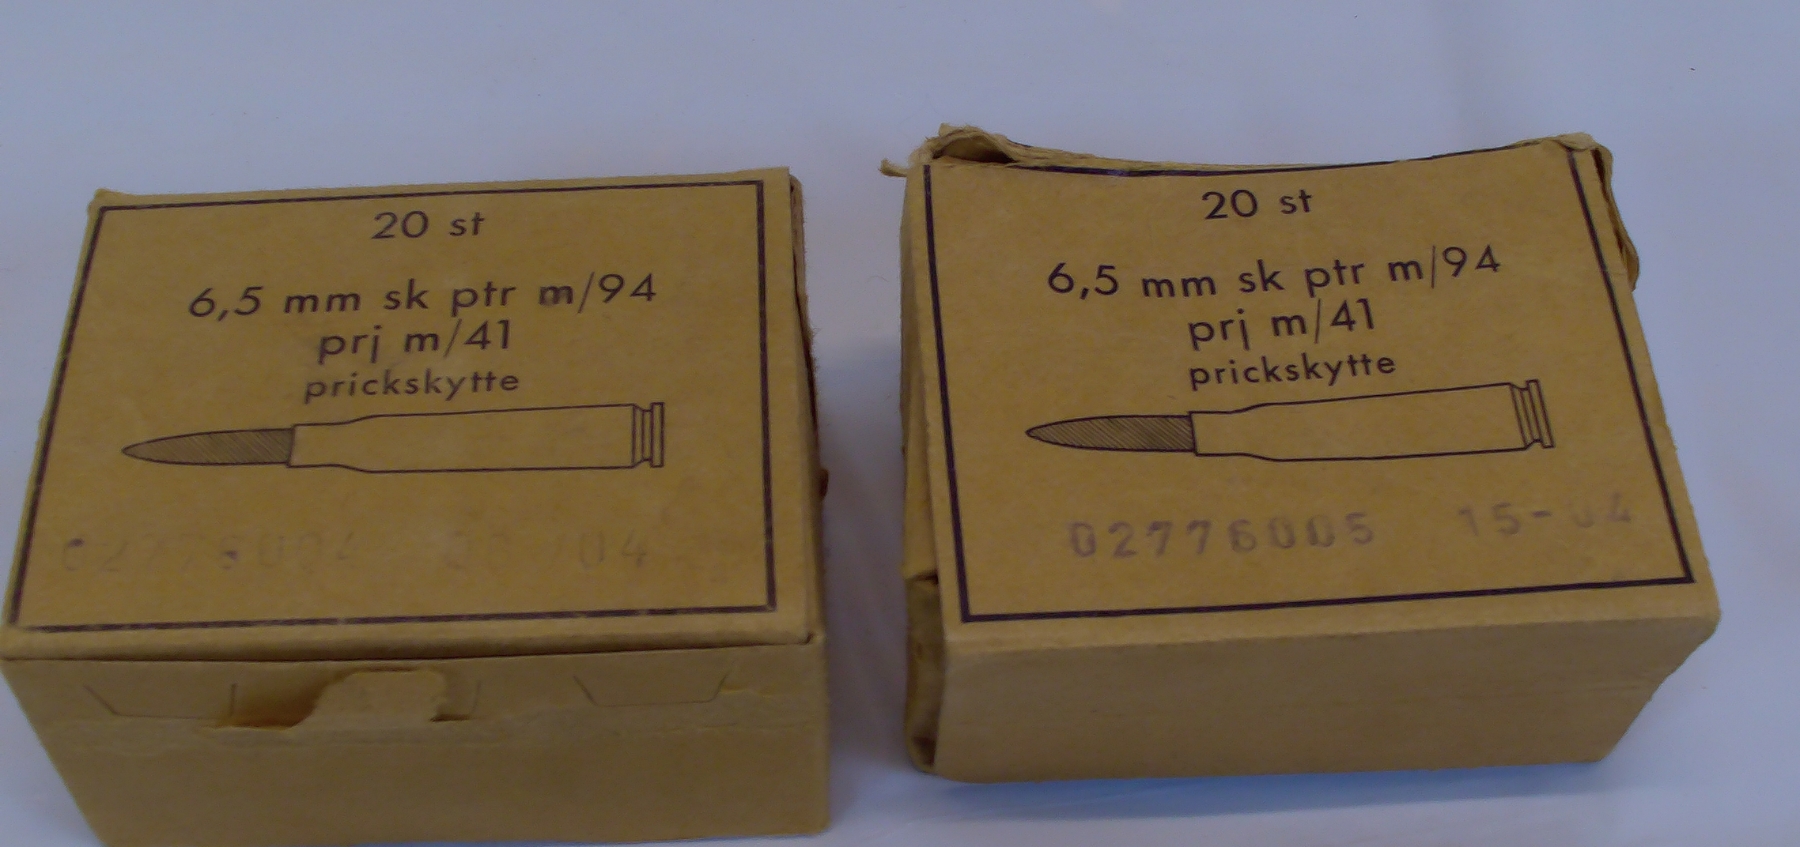 20 st
6,5 mm sk ptr m/94
prj m/41
prickskytte
20 st
6,5 mm sk ptr m/94
prj m/41
prickskytte
02776005 15-04